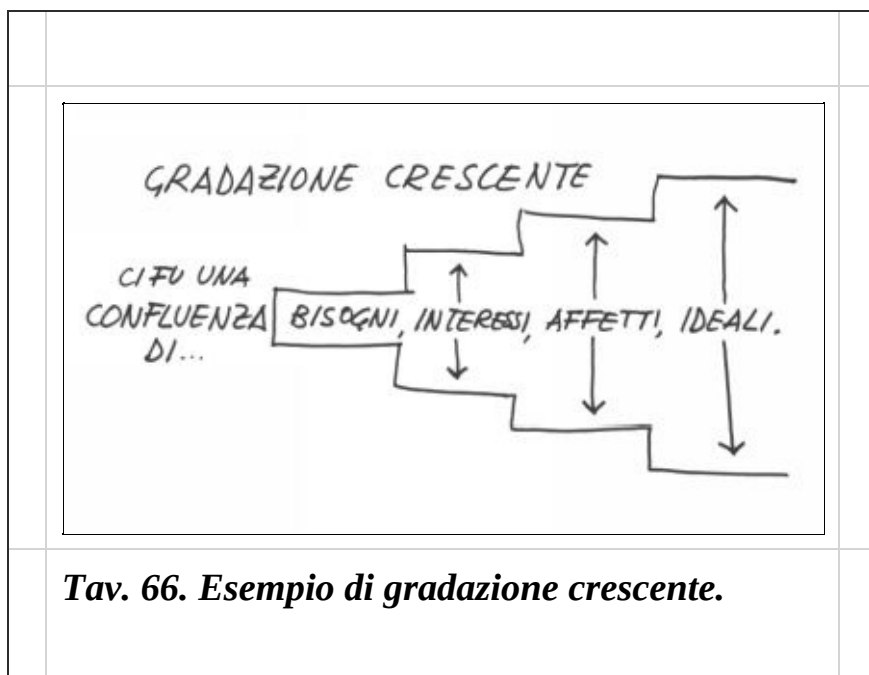 GRADAZIONE CRESCENTE
CI FU UNA
CONFLUENZA BISOGNI, INTERESSI, AFFETTI, IDEALI.
DI...
Tav. 66. Esempio di gradazione crescente.